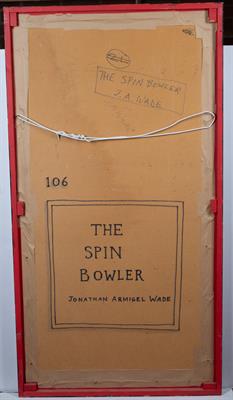 THE SPIN BOWLER
J.A. WADE
106
THE
SPIN
BOWLER
JONATHAN ARMIGEL WADE